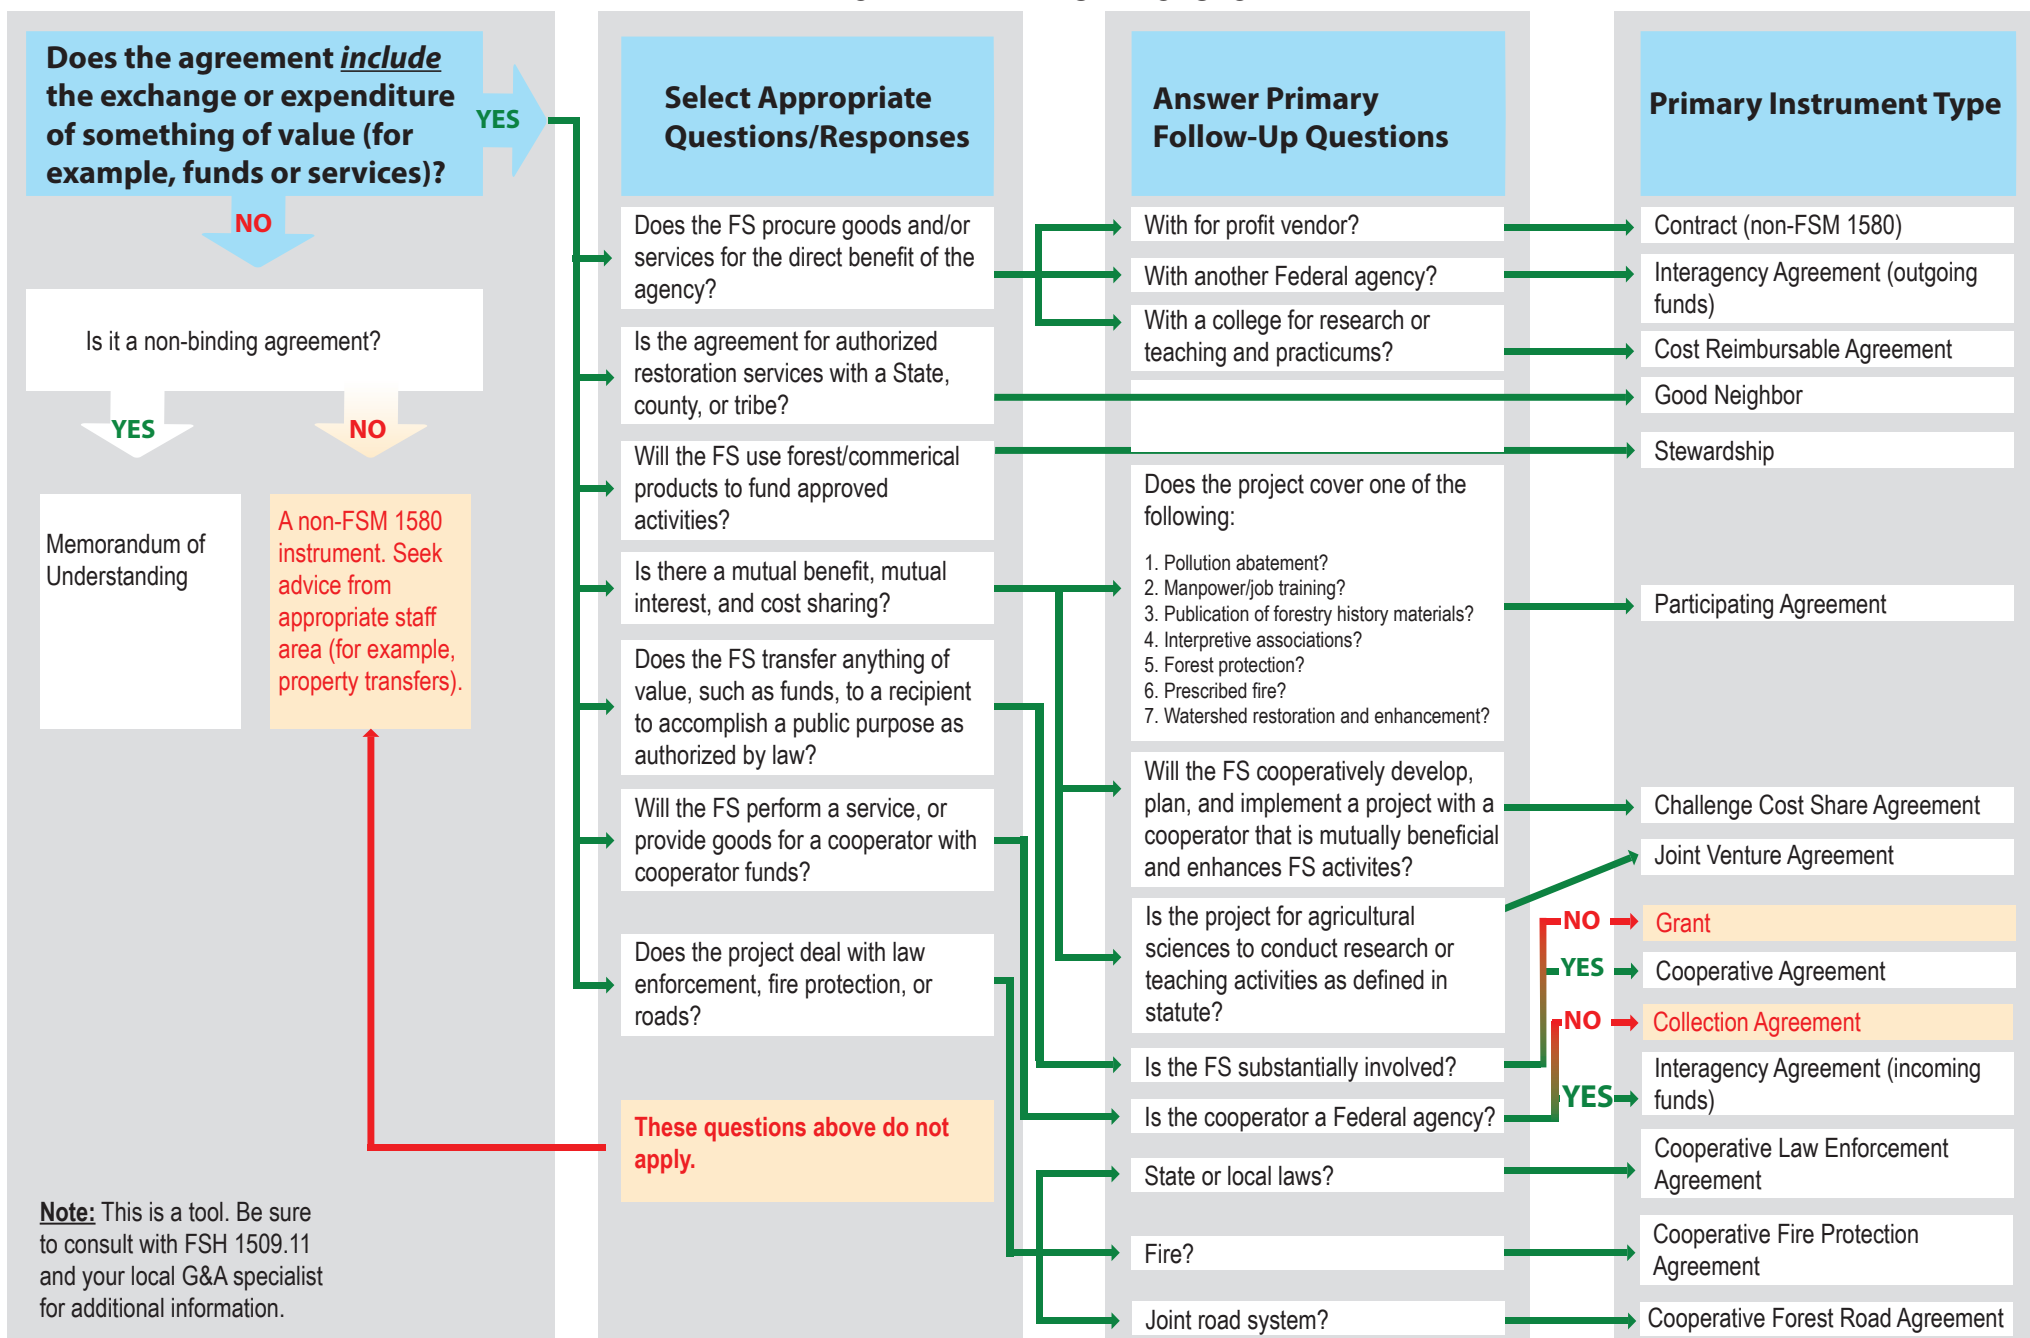 Does the agreement include
the exchange or expenditure
of something of value (for
example, funds or services)?
YES
NO
Is it a non-binding agreement?
YES
NO
Memorandum of
Understanding
A non-FSM 1580
instrument. Seek
advice from
appropriate staff
area (for example,
property transfers).
Note: This is a tool. Be sure
to consult with FSH 1509.11
and your local G&A specialist
for additional information.
Select Appropriate
Questions/Responses
Does the FS procure goods and/or
services for the direct benefit of the
agency?
Is the agreement for authorized
restoration services with a State,
county, or tribe?
Will the FS use forest/commerical
products to fund approved
activities?
Is there a mutual benefit, mutual
interest, and cost sharing?
Does the FS transfer anything of
value, such as funds, to a recipient
to accomplish a public purpose as
authorized by law?
Will the FS perform a service, or
provide goods for a cooperator with
cooperator funds?
Does the project deal with law
enforcement, fire protection, or
roads?
These questions above do not
apply.
Answer Primary
Follow-Up Questions
With for profit vendor?
With another Federal agency?
With a college for research or
teaching and practicums?
Does the project cover one of the
following:
1. Pollution abatement?
2. Manpower/job training?
3. Publication of forestry history materials?
4. Interpretive associations?
5. Forest protection?
6. Prescribed fire?
7. Watershed restoration and enhancement?
Will the FS cooperatively develop,
plan, and implement a project with a
cooperator that is mutually beneficial
and enhances FS activites?
Is the project for agricultural
sciences to conduct research or
teaching activities as defined in
statute?
Is the FS substantially involved?
Is the cooperator a Federal agency?
State or local laws?
Fire?
Joint road system?
NO
YES
NO
YES
Primary Instrument Type
Contract (non-FSM 1580)
Interagency Agreement (outgoing
funds)
Cost Reimbursable Agreement
Good Neighbor
Stewardship
Participating Agreement
Challenge Cost Share Agreement
Joint Venture Agreement
Grant
Cooperative Agreement
Collection Agreement
Interagency Agreement (incoming
funds)
Cooperative Law Enforcement
Agreement
Cooperative Fire Protection
Agreement
Cooperative Forest Road Agreement